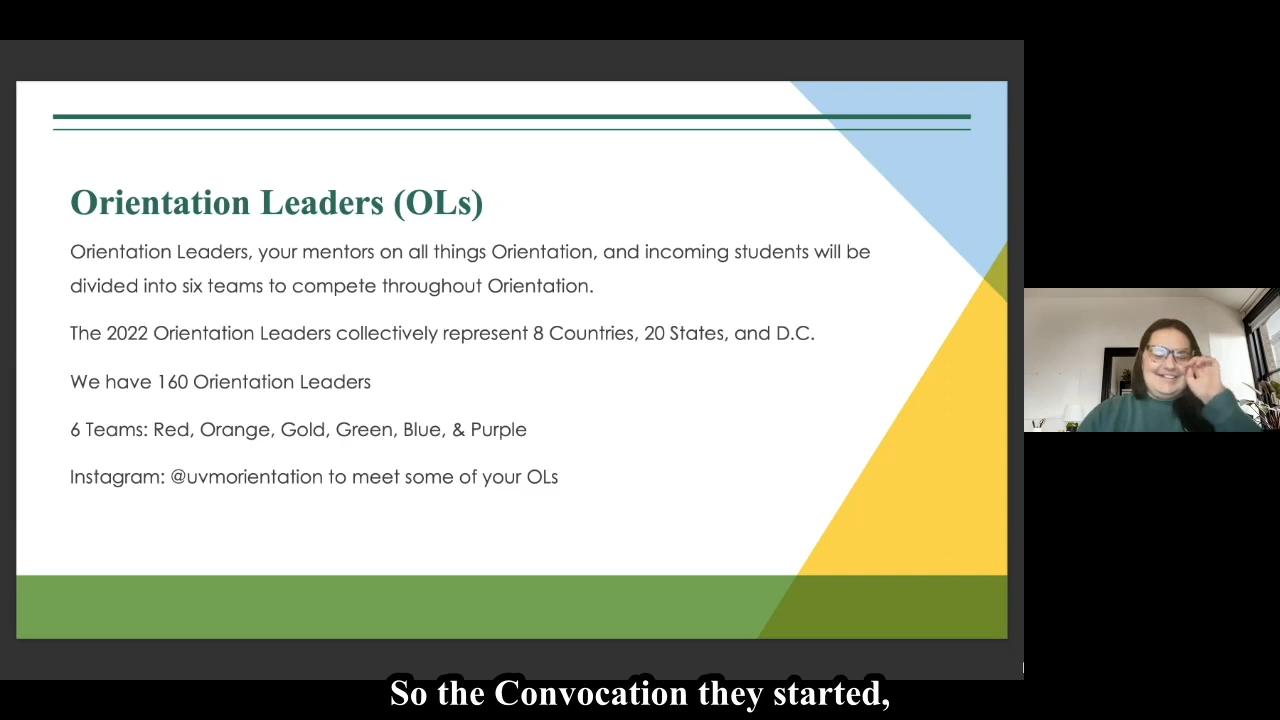 Orientation Leaders (OLs)
Orientation Leaders, your mentors on all things Orientation, and incoming students will be
divided into six teams to compete throughout Orientation.
The 2022 Orientation Leaders collectively represent 8 Countries, 20 States, and D.C.
We have 160 Orientation Leaders
6 Teams: Red, Orange, Gold, Green, Blue, & Purple
Instagram: @uvmorientation to meet some of your OLs
So the Convocation they started,